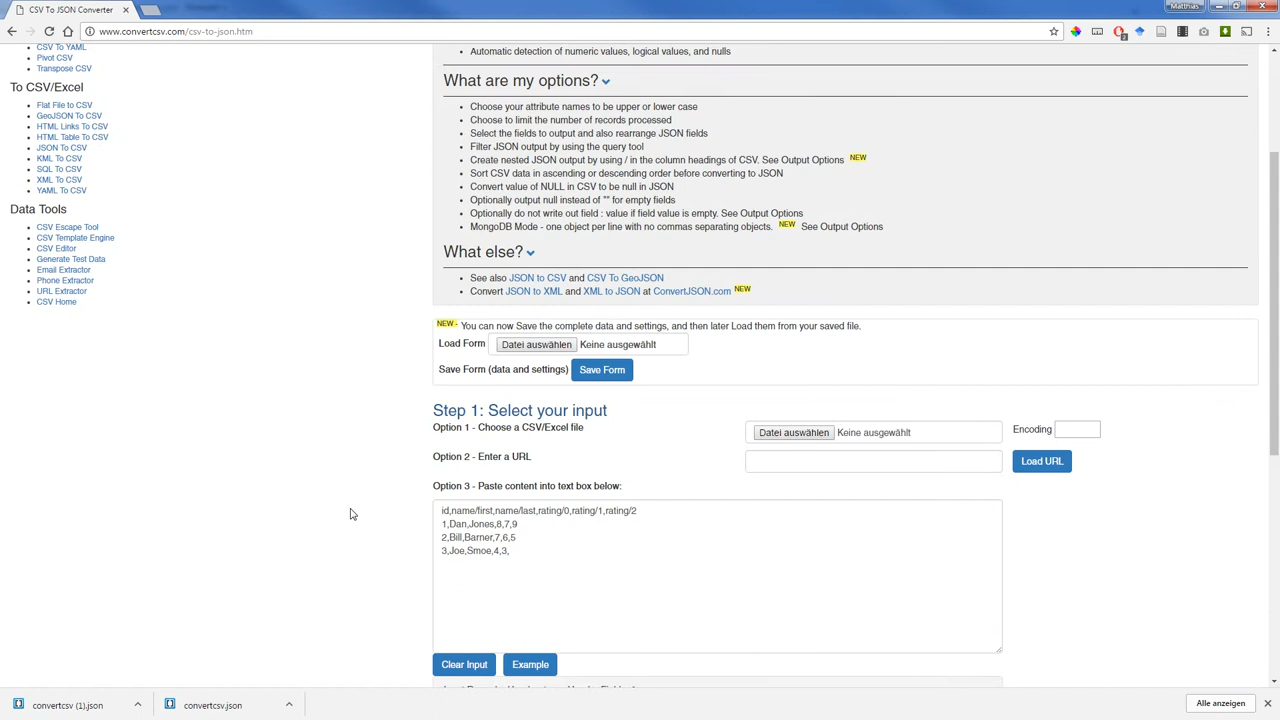 CSV To JSON Converter
Matthias
www.convertcsv.com/csv-to-json.htm
2
CSV To YAML
Pivot CSV
Transpose CSV
To CSV/Excel
Flat File to CSV
GeoJSON To CSV
HTML Links To CSV
HTML Table To CSV
JSON To CSV
KML To CSV
SQL To CSV
XML To CSV
YAML To CSV
Data Tools
CSV Escape Tool
CSV Template Engine
CSV Editor
Generate Test Data
Email Extractor
Phone Extractor
URL Extractor
CSV Home
Automatic detection of numeric values, logical values, and nulls
What are my options?
Choose your attribute names to be upper or lower case
Choose to limit the number of records processed
Select the fields to output and also rearrange JSON fields
Filter JSON output by using the query tool
Create nested JSON output by using / in the column headings of CSV. See Output Options NEW
Sort CSV data in ascending or descending order before converting to JSON
Convert value of NULL in CSV to be null in JSON
Optionally output null instead of "" for empty fields
Optionally do not write out field : value if field value is empty. See Output Options
MongoDB Mode - one object per line with no commas separating objects. NEW See Output Options
What else?
See also JSON to CSV and CSV To GeoJSON
Convert JSON to XML and XML to JSON at ConvertJSON.com NEW
NEW - You can now Save the complete data and settings, and then later Load them from your saved file.
Load Form Datei auswählen Keine ausgewählt
Save Form (data and settings) Save Form
Step 1: Select your input
Option 1 - Choose a CSV/Excel file Datei auswählen Keine ausgewählt Encoding
Option 2 - Enter a URL Load URL
Option 3 - Paste content into text box below:
id,name/first,name/last,rating/0,rating/1,rating/2
1,Dan,Jones,8,7,9
2,Bill,Barner,7,6,5
3,Joe,Smoe,4,3,
Clear Input Example
convertcsv (1).json convertcsv.json Alle anzeigen